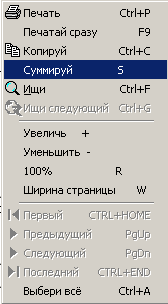 Печать Ctrl+P
Печатай сразу F9
Копируй Ctrl+C
Суммируй S
Ищи Ctrl+F
Ищи следующий Ctrl+G
Увеличь +
Уменьшить -
100% R
Ширина страницы W
Первый CTRL+HOME
Предыдущий PgUp
Следующий PgDn
Последний CTRL+END
Выбери всё Ctrl+A